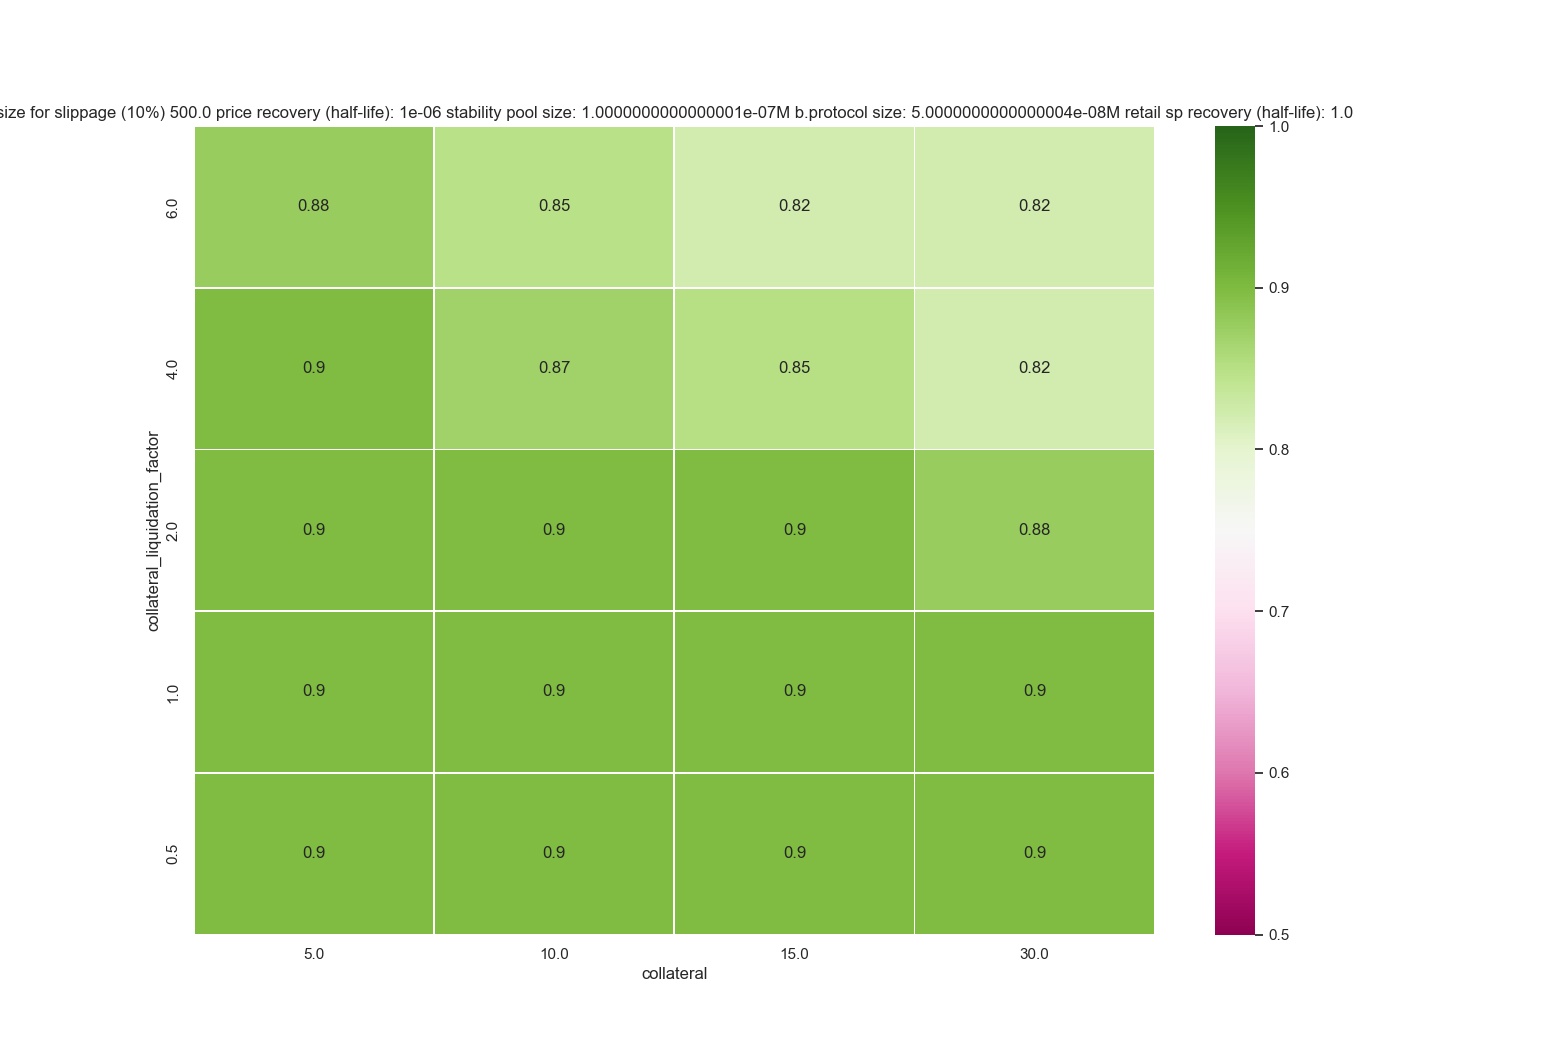 size for slippage (10%) 500.0 price recovery (half-life): 1e-06 stability pool size: 1.0000000000000001e-07M b.protocol size: 5.0000000000000004e-08M retail sp recovery (half-life): 1.0
6.0 0.88 0.85 0.82 0.82
4.0 0.9 0.87 0.85 0.82
2.0 0.9 0.9 0.9 0.88
1.0 0.9 0.9 0.9 0.9
0.5 0.9 0.9 0.9 0.9
collateral_liquidation_factor
5.0 10.0 15.0 30.0
collateral
1.0
0.9
0.8
0.7
0.6
0.5